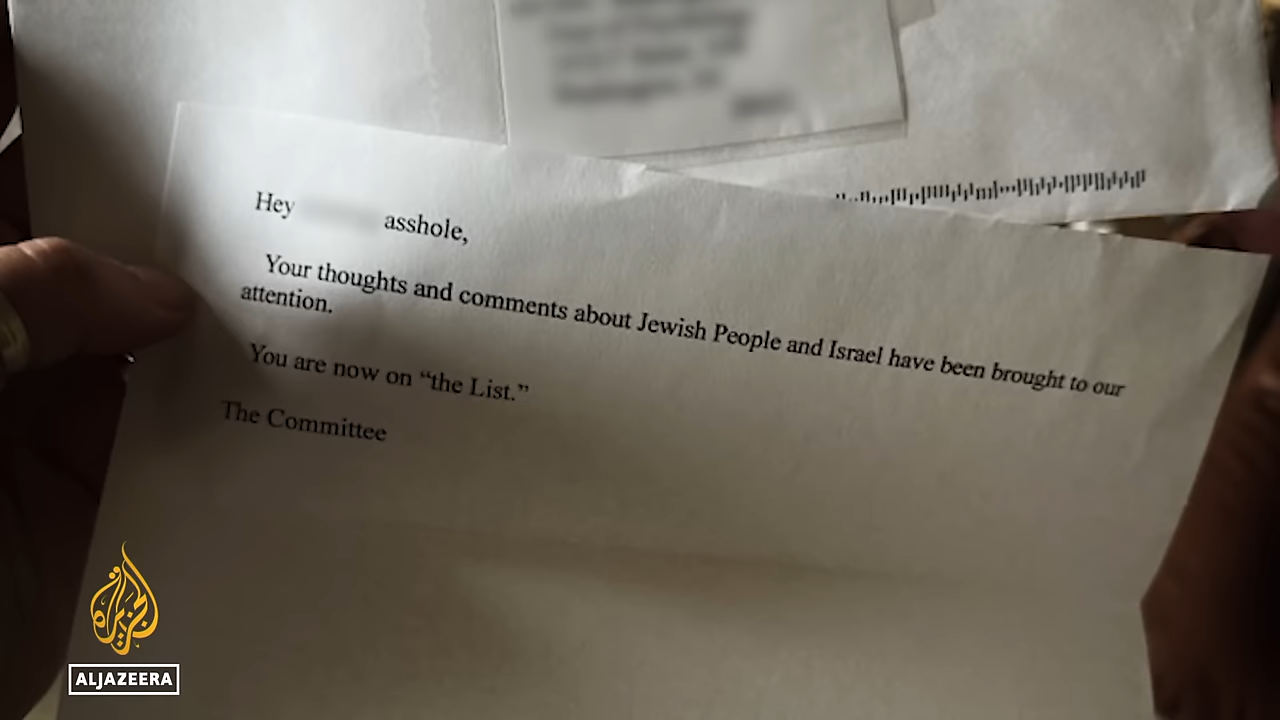 Hey asshole,
Your thoughts and comments about Jewish People and Israel have been brought to our
attention.
You are now on “the List.”
The Committee
الجزيرة
ALJAZEERA